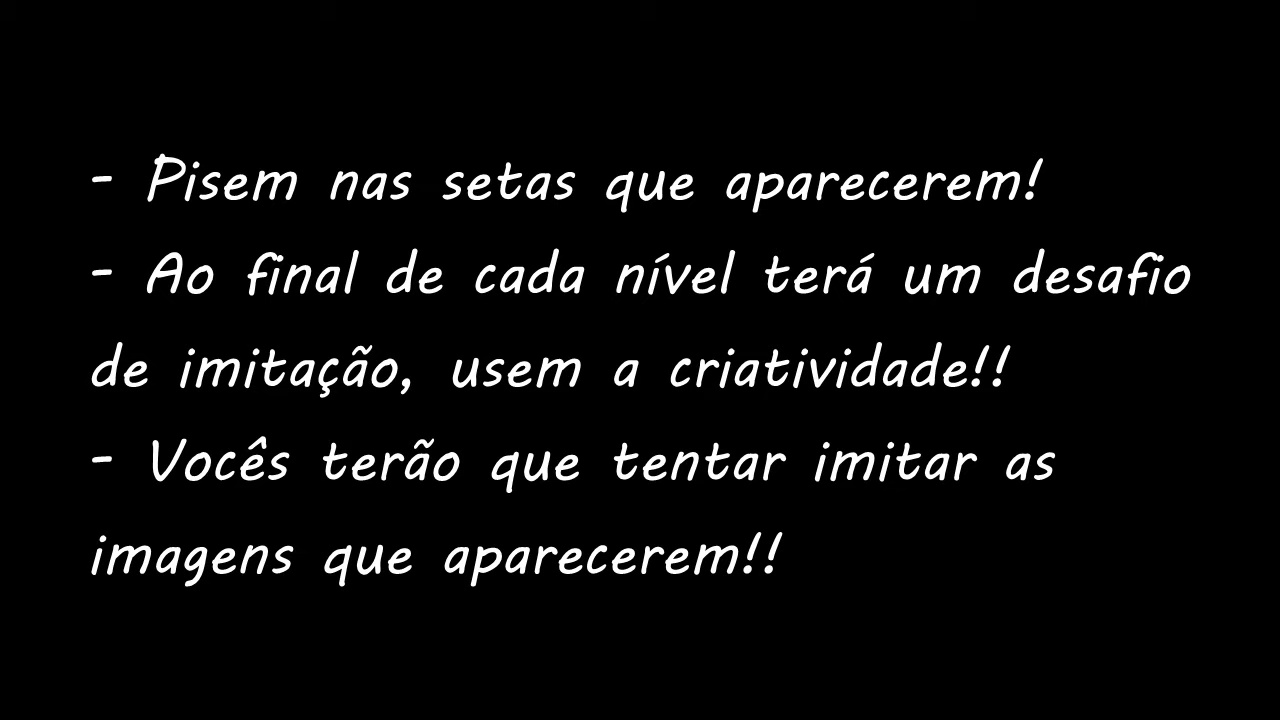 - Pisem nas setas que aparecerem!
- Ao final de cada nível terá um desafio
de imitação, usem a criatividade!!
- Vocês terão que tentar imitar as
imagens que aparecerem!!